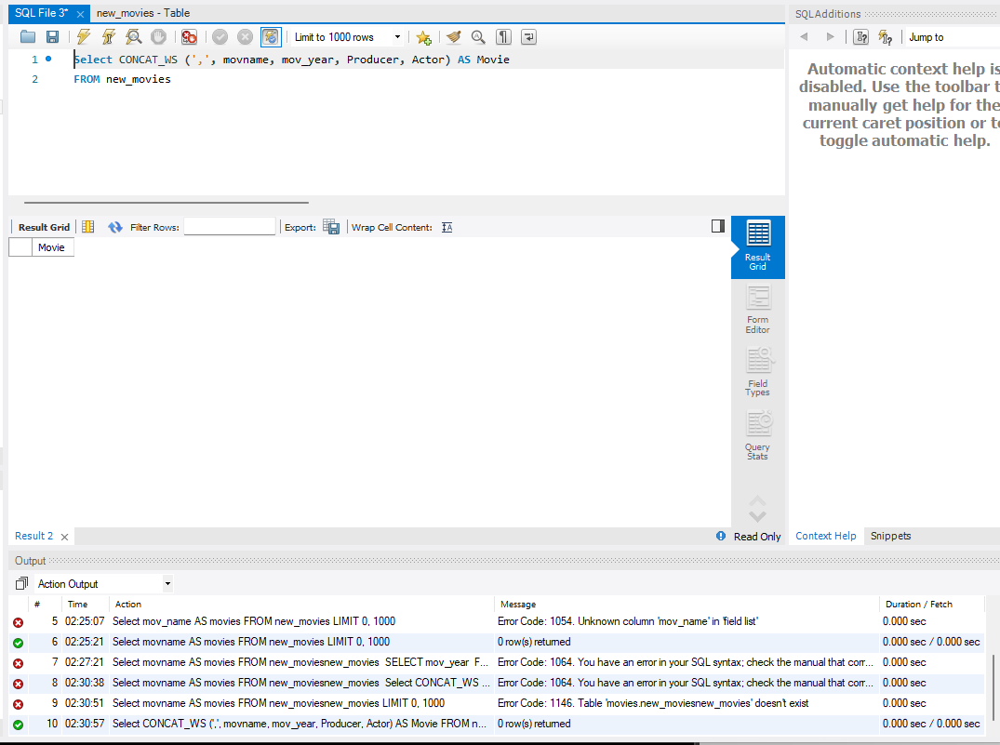 SQL File 3* new_movies - Table
SQLAdditions
Limit to 1000 rows
Jump to
1 Select CONCAT_WS (',', movname, mov_year, Producer, Actor) AS Movie
2 FROM new_movies
Automatic context help is
disabled. Use the toolbar t
manually get help for the
current caret position or to
toggle automatic help.
Result Grid Filter Rows: Export: Wrap Cell Content:
Movie
Result
Grid
Form
Editor
Field
Types
Query
Stats
Result 2
Read Only
Context Help Snippets
Output
Action Output
# Time Action Message Duration / Fetch
5 02:25:07 Select mov_name AS movies FROM new_movies LIMIT 0, 1000 Error Code: 1054. Unknown column 'mov_name' in 'field list' 0.000 sec
6 02:25:21 Select movname AS movies FROM new_movies LIMIT 0, 1000 0 row(s) returned 0.000 sec / 0.000 sec
7 02:27:21 Select movname AS movies FROM new_moviesnew_movies SELECT mov_year F... Error Code: 1064. You have an error in your SQL syntax; check the manual that corr... 0.000 sec
8 02:30:38 Select movname AS movies FROM new_moviesnew_movies Select CONCAT_WS ... Error Code: 1064. You have an error in your SQL syntax; check the manual that corr... 0.000 sec
9 02:30:51 Select movname AS movies FROM new_moviesnew_movies LIMIT 0, 1000 Error Code: 1146. Table 'movies.new_moviesnew_movies' doesn't exist 0.000 sec
10 02:30:57 Select CONCAT_WS (',', movname, mov_year, Producer, Actor) AS Movie FROM n... 0 row(s) returned 0.000 sec / 0.000 sec